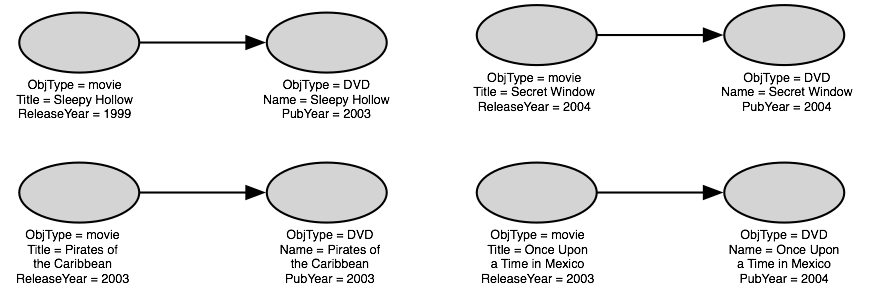 ObjType = movie
Title = Sleepy Hollow
ReleaseYear = 1999
ObjType = DVD
Name = Sleepy Hollow
PubYear = 2003
ObjType = movie
Title = Secret Window
ReleaseYear = 2004
ObjType = DVD
Name = Secret Window
PubYear = 2004
ObjType = movie
Title = Pirates of
the Caribbean
ReleaseYear = 2003
ObjType = DVD
Name = Pirates of
the Caribbean
PubYear = 2003
ObjType = movie
Title = Once Upon
a Time in Mexico
ReleaseYear = 2003
ObjType = DVD
Name = Once Upon
a Time in Mexico
PubYear = 2004